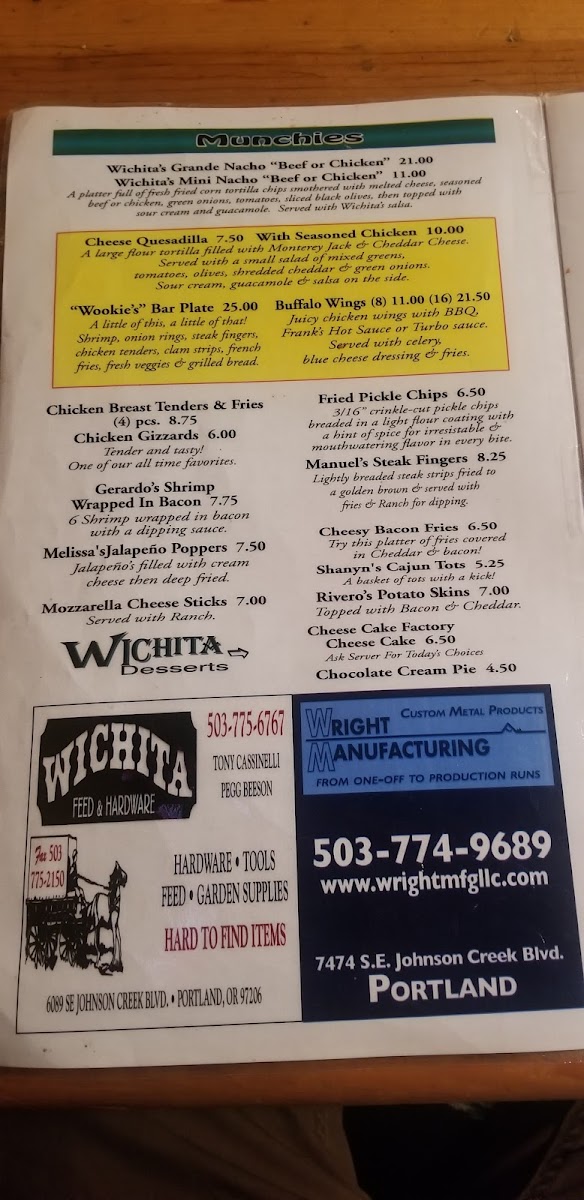 Munchies
Wichita's Grande Nacho "Beef or Chicken" 21.00
Wichita's Mini Nacho "Beef or Chicken" 11.00
A platter full of fresh fried corn tortilla chips smothered with melted cheese, seasoned
beef or chicken, green onions, tomatoes, sliced black olives, then topped with
sour cream and guacamole. Served with Wichita's salsa.
Cheese Quesadilla 7.50 With Seasoned Chicken 10.00
A large flour tortilla filled with Monterey Jack & Cheddar Cheese.
Served with a small salad of mixed greens,
tomatoes, olives, shredded cheddar & green onions.
Sour cream, guacamole & salsa on the side.
"Wookie's" Bar Plate 25.00
A little of this, a little of that!
Shrimp, onion rings, steak fingers,
chicken tenders, clam strips, french
fries, fresh veggies & grilled bread.
Buffalo Wings (8) 11.00 (16) 21.50
Juicy chicken wings with BBQ,
Frank's Hot Sauce or Turbo sauce.
Served with celery,
blue cheese dressing & fries.
Chicken Breast Tenders & Fries
(4) pcs. 8.75
Chicken Gizzards 6.00
Tender and tasty!
One of our all time favorites.
Gerardo's Shrimp
Wrapped In Bacon 7.75
6 Shrimp wrapped in bacon
with a dipping sauce.
Melissa'sJalapeño Poppers 7.50
Jalapeño's filled with cream
cheese then deep fried.
Mozzarella Cheese Sticks 7.00
Served with Ranch.
Wichita
Desserts
Fried Pickle Chips 6.50
3/16" crinkle-cut pickle chips
breaded in a light flour coating with
a hint of spice for irresistable &
mouthwatering flavor in every bite.
Manuel's Steak Fingers 8.25
Lightly breaded steak strips fried to
a golden brown & served with
fries & Ranch for dipping.
Cheesy Bacon Fries 6.50
Try this platter of fries covered
in Cheddar & bacon!
Shanyn's Cajun Tots 5.25
A basket of tots with a kick!
Rivero's Potato Skins 7.00
Topped with Bacon & Cheddar.
Cheese Cake Factory
Cheese Cake 6.50
Ask Server For Today's Choices
Chocolate Cream Pie 4.50
WICHITA
FEED & HARDWARE
503-775-6767
TONY CASSINELLI
PEGG BEESON
Fax 503
775-2150
HARDWARE • TOOLS
FEED • GARDEN SUPPLIES
HARD TO FIND ITEMS
6089 SE JOHNSON CREEK BLVD. • PORTLAND, OR 97206
CUSTOM METAL PRODUCTS
WRIGHT
MANUFACTURING
FROM ONE-OFF TO PRODUCTION RUNS
503-774-9689
www.wrightmfgllc.com
7474 S.E. Johnson Creek Blvd.
PORTLAND